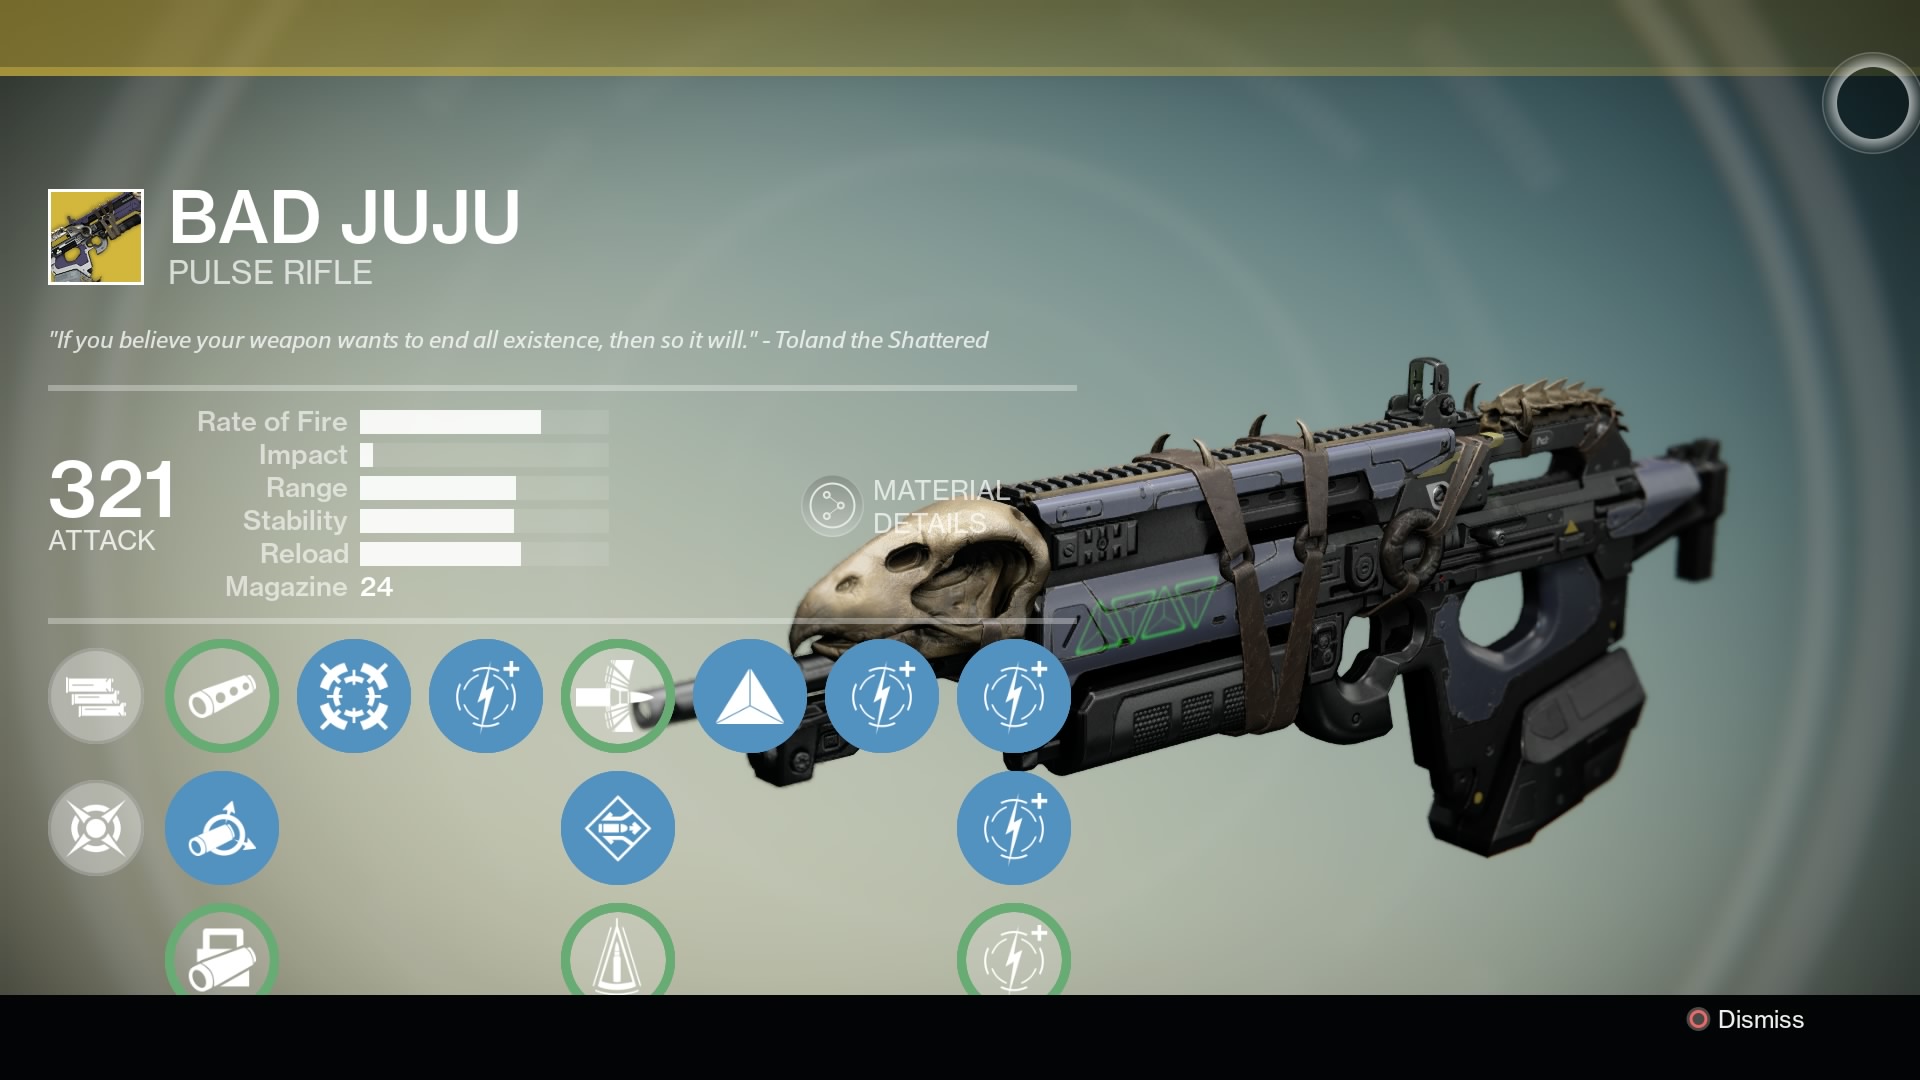 BAD JUJU
PULSE RIFLE
"If you believe your weapon wants to end all existence, then so it will." - Toland the Shattered
321
ATTACK
Rate of Fire
Impact
Range
Stability
Reload
Magazine 24
MATERIAL
DETAILS
Dismiss